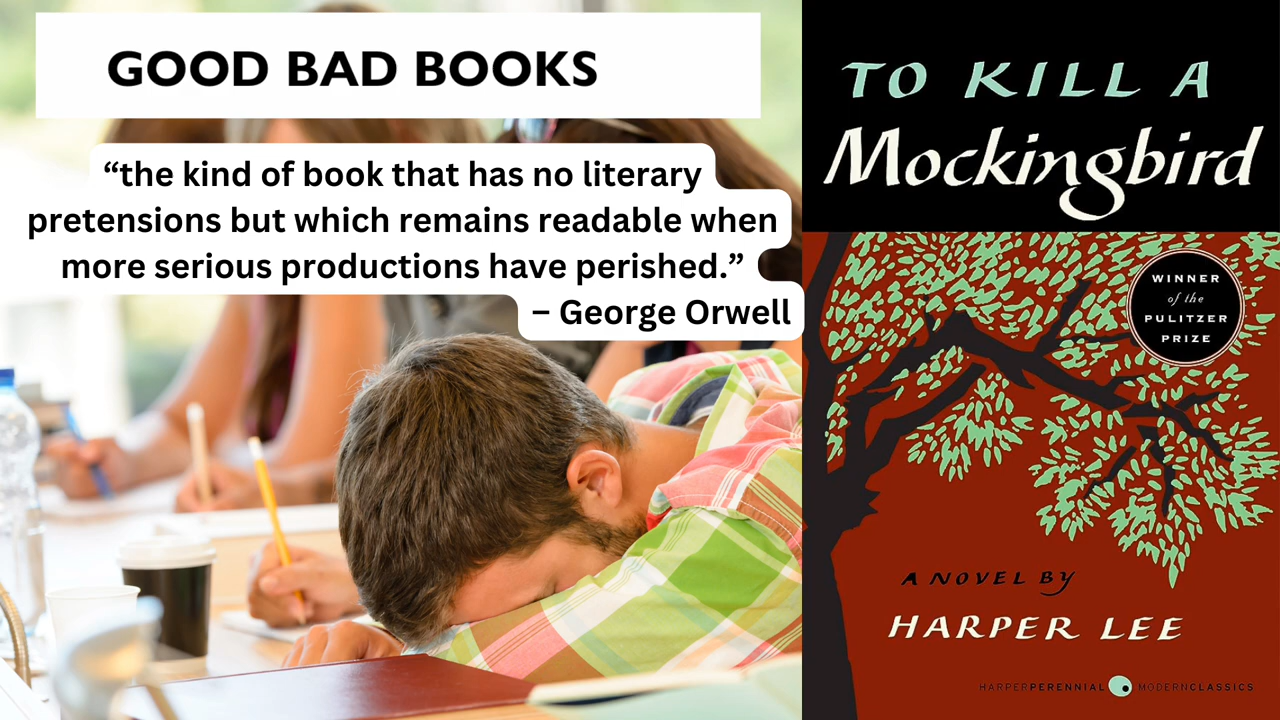 GOOD BAD BOOKS
“the kind of book that has no literary
pretensions but which remains readable when
more serious productions have perished.”
– George Orwell
TO KILL A
Mockingbird
WINNER
of the
PULITZER
PRIZE
A NOVEL BY
HARPER LEE
HARPERPERENNIAL MODERNCLASSICS